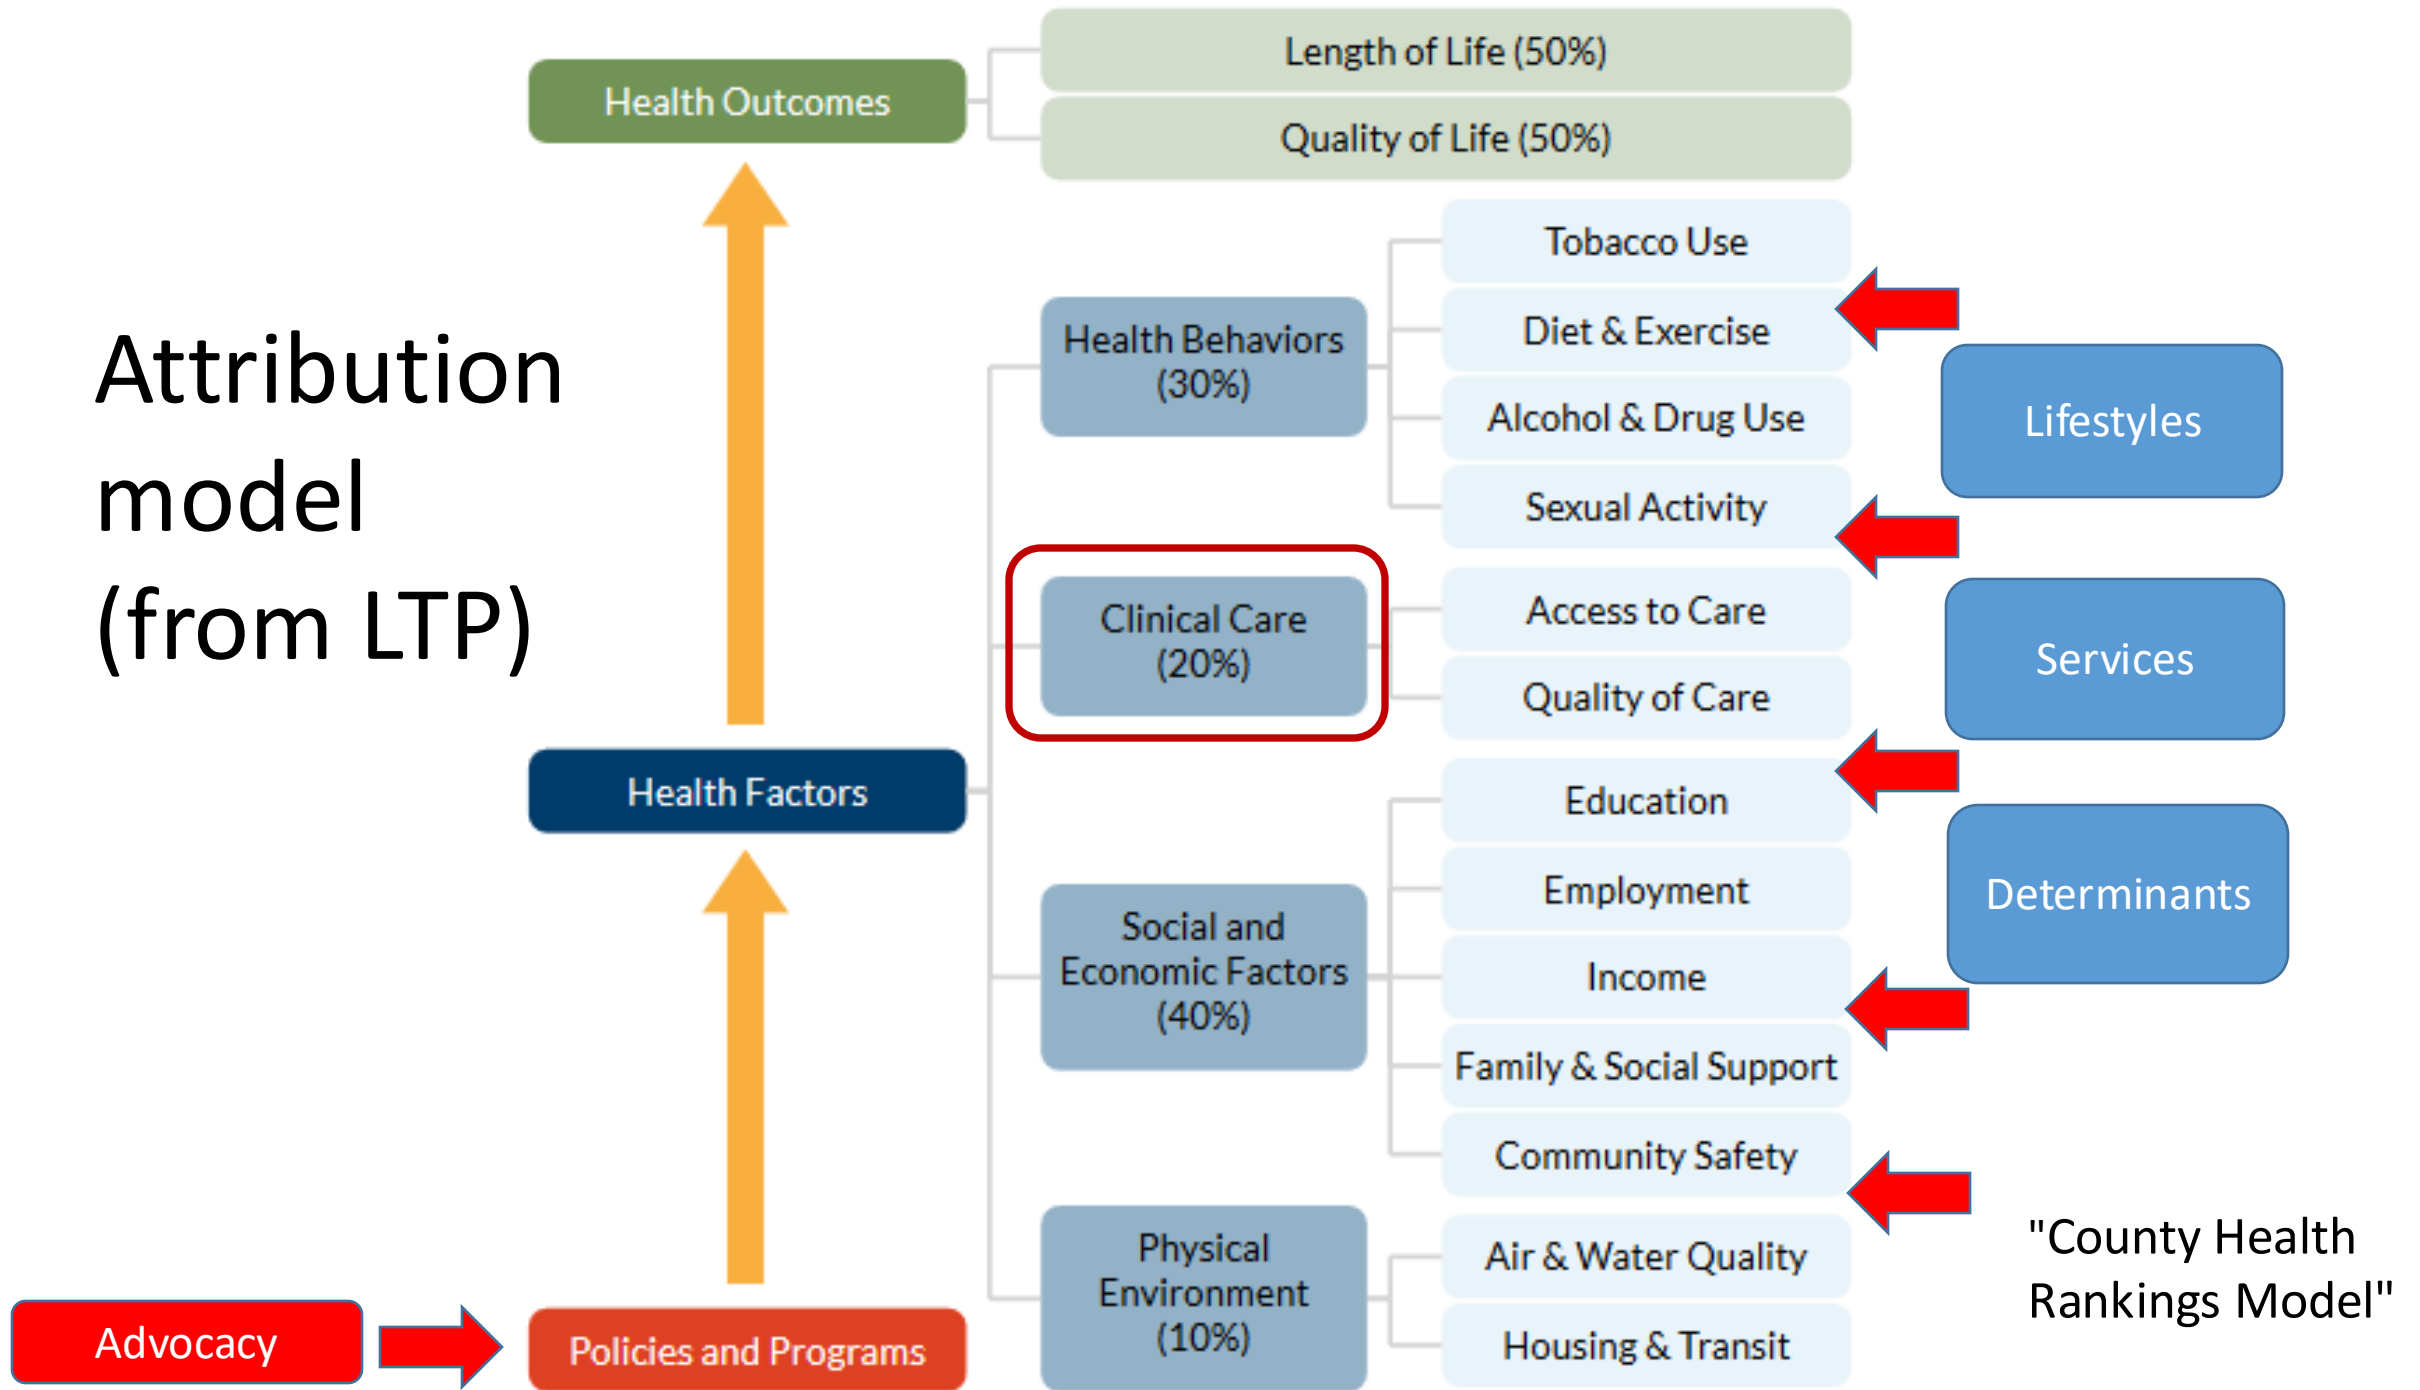 Attribution
model
(from LTP)
Health Outcomes
Length of Life (50%)
Quality of Life (50%)
Health Factors
Health Behaviors
(30%)
Tobacco Use
Diet & Exercise
Alcohol & Drug Use
Sexual Activity
Clinical Care
(20%)
Access to Care
Quality of Care
Social and
Economic Factors
(40%)
Education
Employment
Income
Family & Social Support
Community Safety
Physical
Environment
(10%)
Air & Water Quality
Housing & Transit
Lifestyles
Services
Determinants
Advocacy
Policies and Programs
"County Health
Rankings Model"